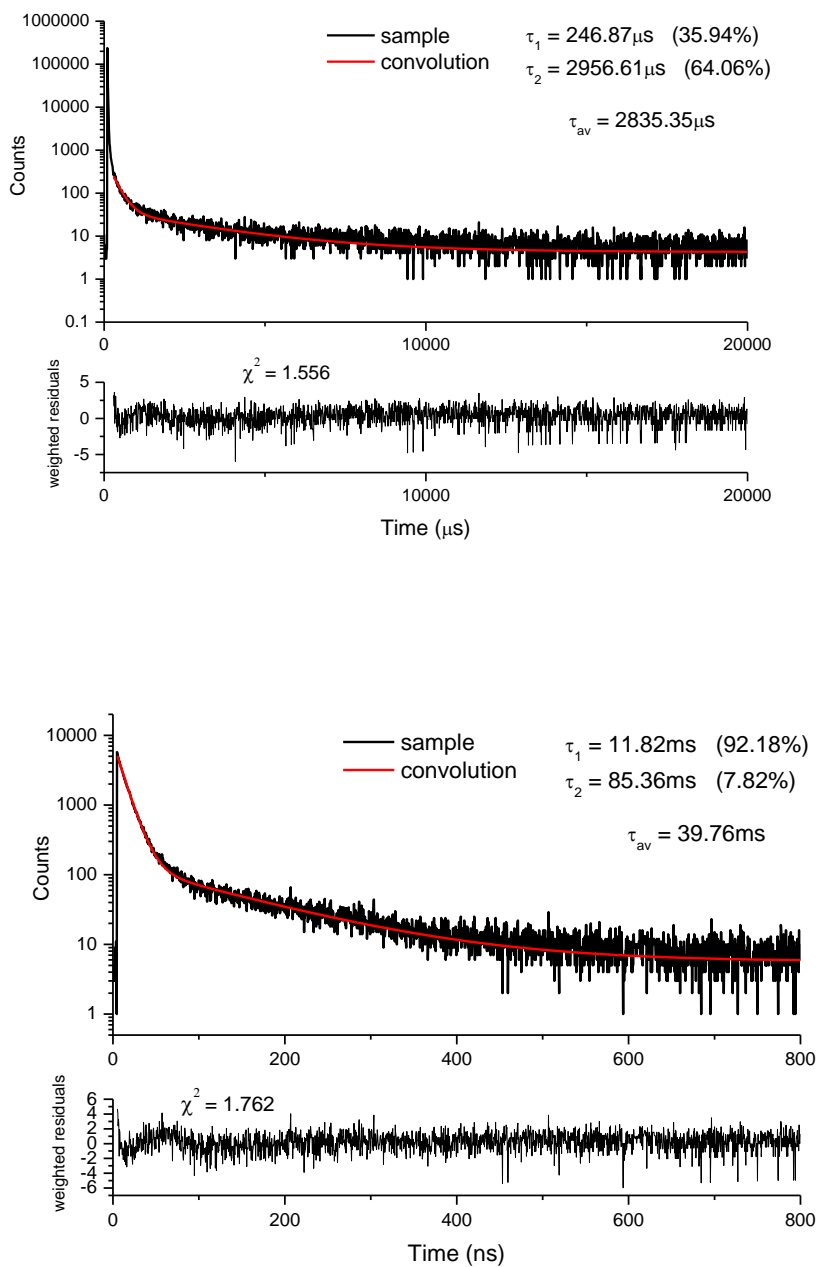 sample
convolution
τ1 = 246.87μs (35.94%)
τ2 = 2956.61μs (64.06%)
τav = 2835.35μs
Counts
1000000
100000
10000
1000
100
10
1
0.1
0 10000 20000
χ2 = 1.556
weighted residuals
5
0
-5
0 10000 20000
Time (μs)
sample
convolution
τ1 = 11.82ms (92.18%)
τ2 = 85.36ms (7.82%)
τav = 39.76ms
Counts
10000
1000
100
10
1
0 200 400 600 800
χ2 = 1.762
weighted residuals
6
4
2
0
-2
-4
-6
0 200 400 600 800
Time (ns)